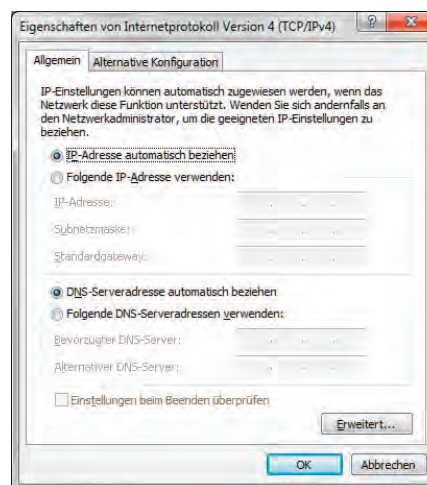 Eigenschaften von Internetprotokoll Version 4 (TCP/IPv4)
Allgemein Alternative Konfiguration
IP-Einstellungen können automatisch zugewiesen werden, wenn das
Netzwerk diese Funktion unterstützt. Wenden Sie sich andernfalls an
den Netzwerkadministrator, um die geeigneten IP-Einstellungen zu
beziehen.
IP-Adresse automatisch beziehen
Folgende IP-Adresse verwenden:
IP-Adresse:
Subnetzmaske:
Standardgateway:
DNS-Serveradresse automatisch beziehen
Folgende DNS-Serveradressen verwenden:
Bevorzugter DNS-Server:
Alternativer DNS-Server:
Einstellungen beim Beenden überprüfen
Erweitert...
OK Abbrechen